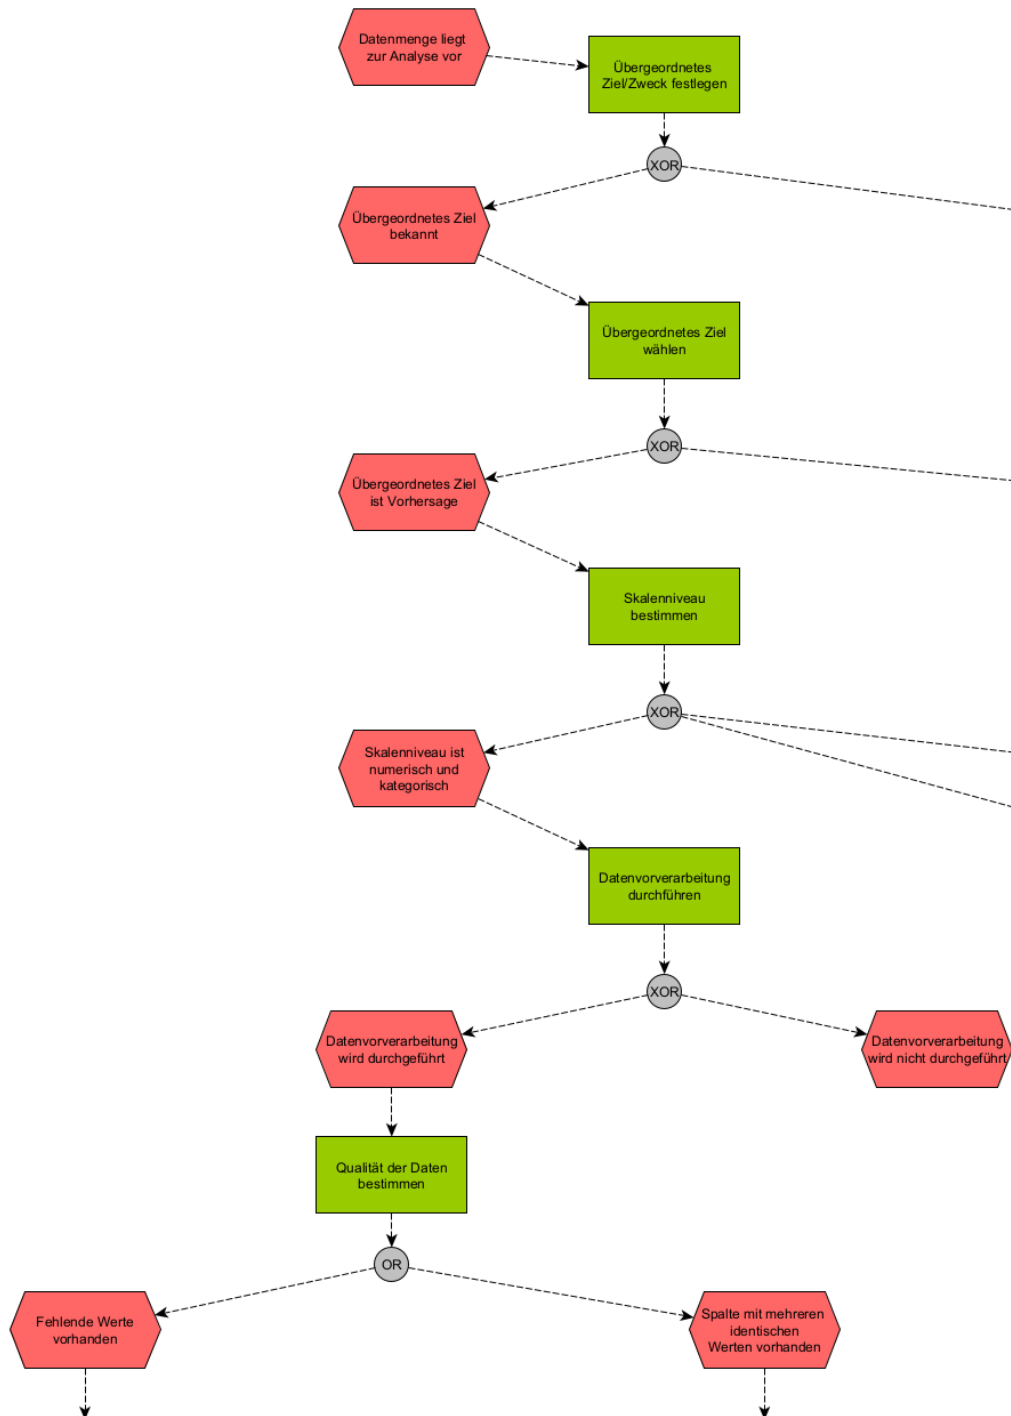 Datenmenge liegt
zur Analyse vor
Übergeordnetes
Ziel/Zweck festlegen
XOR
Übergeordnetes Ziel
bekannt
Übergeordnetes Ziel
wählen
XOR
Übergeordnetes Ziel
ist Vorhersage
Skalenniveau
bestimmen
XOR
Skalenniveau ist
numerisch und
kategorisch
Datenvorverarbeitung
durchführen
XOR
Datenvorverarbeitung
wird durchgeführt
Datenvorverarbeitung
wird nicht durchgeführt
Qualität der Daten
bestimmen
OR
Fehlende Werte
vorhanden
Spalte mit mehreren
identischen
Werten vorhanden